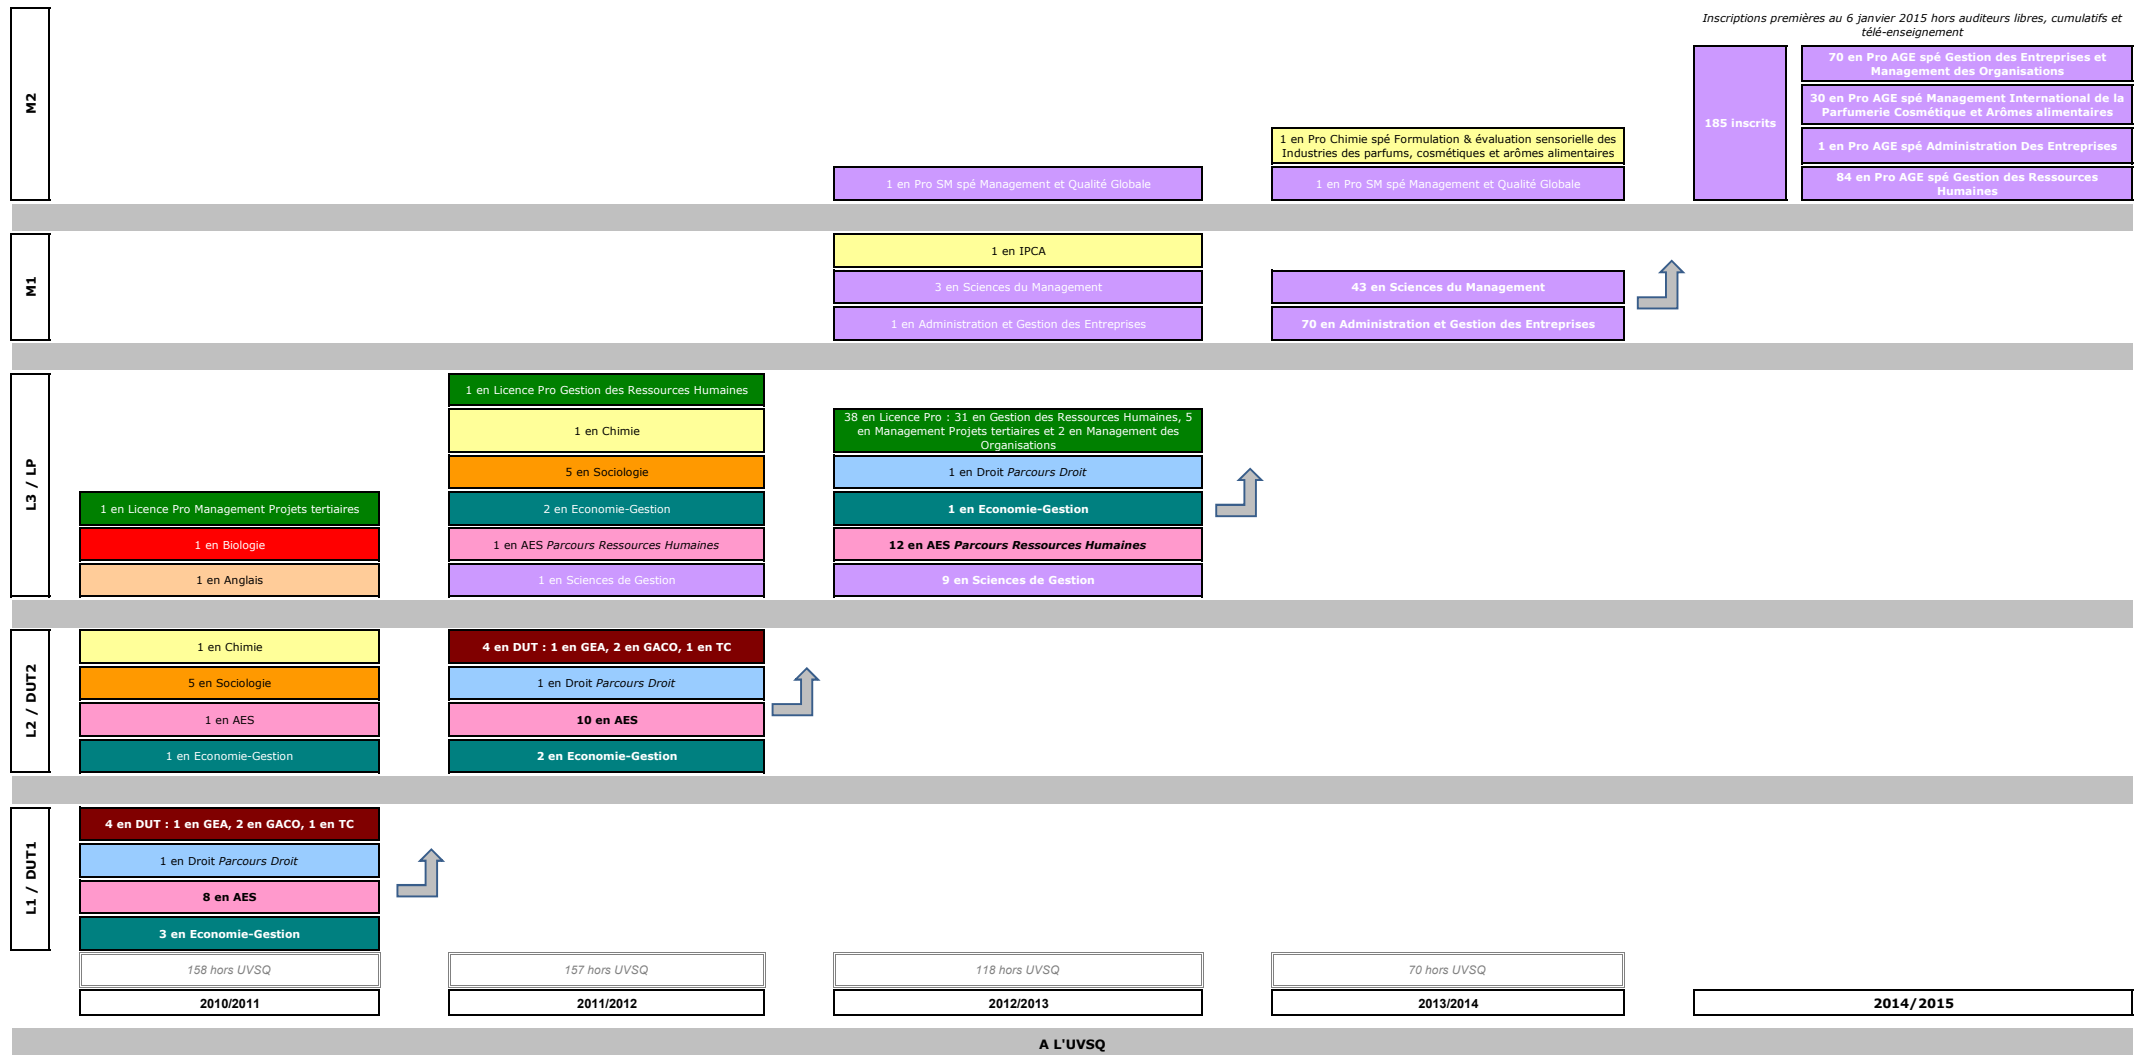 Inscriptions premières au 6 janvier 2015 hors auditeurs libres, cumulatifs et
télé-enseignement
M2
185 inscrits
70 en Pro AGE spé Gestion des Entreprises et
Management des Organisations
30 en Pro AGE spé Management International de la
Parfumerie Cosmétique et Arômes alimentaires
1 en Pro AGE spé Administration Des Entreprises
84 en Pro AGE spé Gestion des Ressources
Humaines
1 en Pro Chimie spé Formulation & évaluation sensorielle des
Industries des parfums, cosmétiques et arômes alimentaires
1 en Pro SM spé Management et Qualité Globale
1 en Pro SM spé Management et Qualité Globale
M1
1 en IPCA
3 en Sciences du Management
43 en Sciences du Management
1 en Administration et Gestion des Entreprises
70 en Administration et Gestion des Entreprises
L3 / LP
1 en Licence Pro Gestion des Ressources Humaines
1 en Chimie
38 en Licence Pro : 31 en Gestion des Ressources Humaines, 5
en Management Projets tertiaires et 2 en Management des
Organisations
5 en Sociologie
1 en Droit Parcours Droit
1 en Licence Pro Management Projets tertiaires
2 en Economie-Gestion
1 en Economie-Gestion
1 en Biologie
1 en AES Parcours Ressources Humaines
12 en AES Parcours Ressources Humaines
1 en Anglais
1 en Sciences de Gestion
9 en Sciences de Gestion
L2 / DUT2
1 en Chimie
4 en DUT : 1 en GEA, 2 en GACO, 1 en TC
5 en Sociologie
1 en Droit Parcours Droit
1 en AES
10 en AES
1 en Economie-Gestion
2 en Economie-Gestion
L1 / DUT1
4 en DUT : 1 en GEA, 2 en GACO, 1 en TC
1 en Droit Parcours Droit
8 en AES
3 en Economie-Gestion
158 hors UVSQ
157 hors UVSQ
118 hors UVSQ
70 hors UVSQ
2010/2011
2011/2012
2012/2013
2013/2014
2014/2015
A L'UVSQ